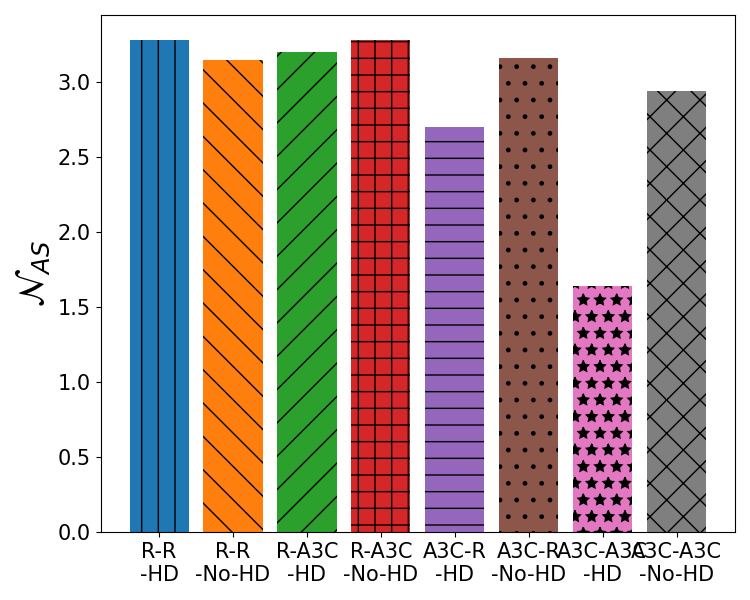 3.0
2.5
2.0
1.5
1.0
0.5
0.0
𝒩AS
R-R R-R R-A3C R-A3C A3C-R A3C-R A3C-A3C A3C-A3C
-HD -No-HD -HD -No-HD -HD -No-HD -HD -No-HD